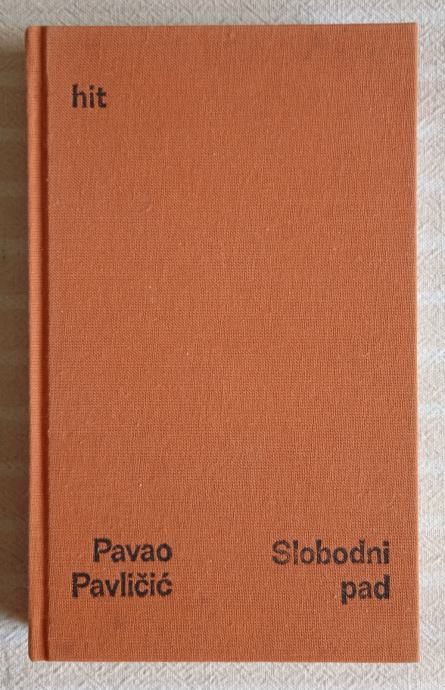 hit
Pavao
Pavličić
Slobodni
pad